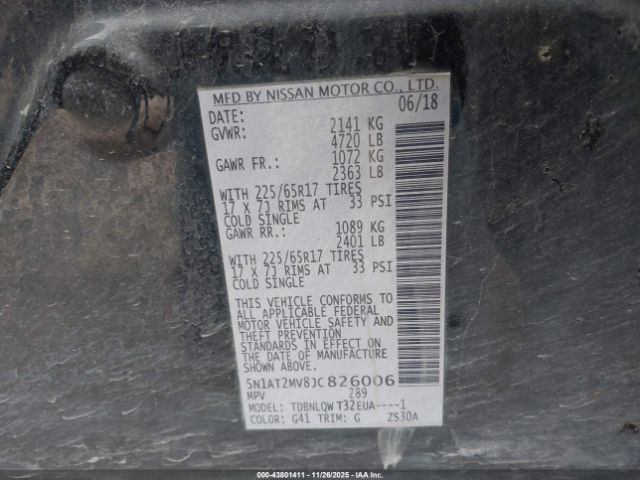 MFD BY NISSAN MOTOR CO., LTD.
DATE: 06/18
GVWR: 2141 KG
4720 LB
GAWR FR.: 1072 KG
2363 LB
WITH 225/65R17 TIRES
17 X 7J RIMS AT 33 PSI
COLD SINGLE
GAWR RR.: 1089 KG
2401 LB
WITH 225/65R17 TIRES
17 X 7J RIMS AT 33 PSI
COLD SINGLE
THIS VEHICLE CONFORMS TO
ALL APPLICABLE FEDERAL
MOTOR VEHICLE SAFETY AND
THEFT PREVENTION
STANDARDS IN EFFECT ON
THE DATE OF MANUFACTURE
SHOWN ABOVE.
5N1AT2MV8JC826006
MPV 289
MODEL: TDBNLQWT32EUA----1
COLOR: G41 TRIM: G ZS30A
000-43801411 - 11/26/2025 - IAAI.COM